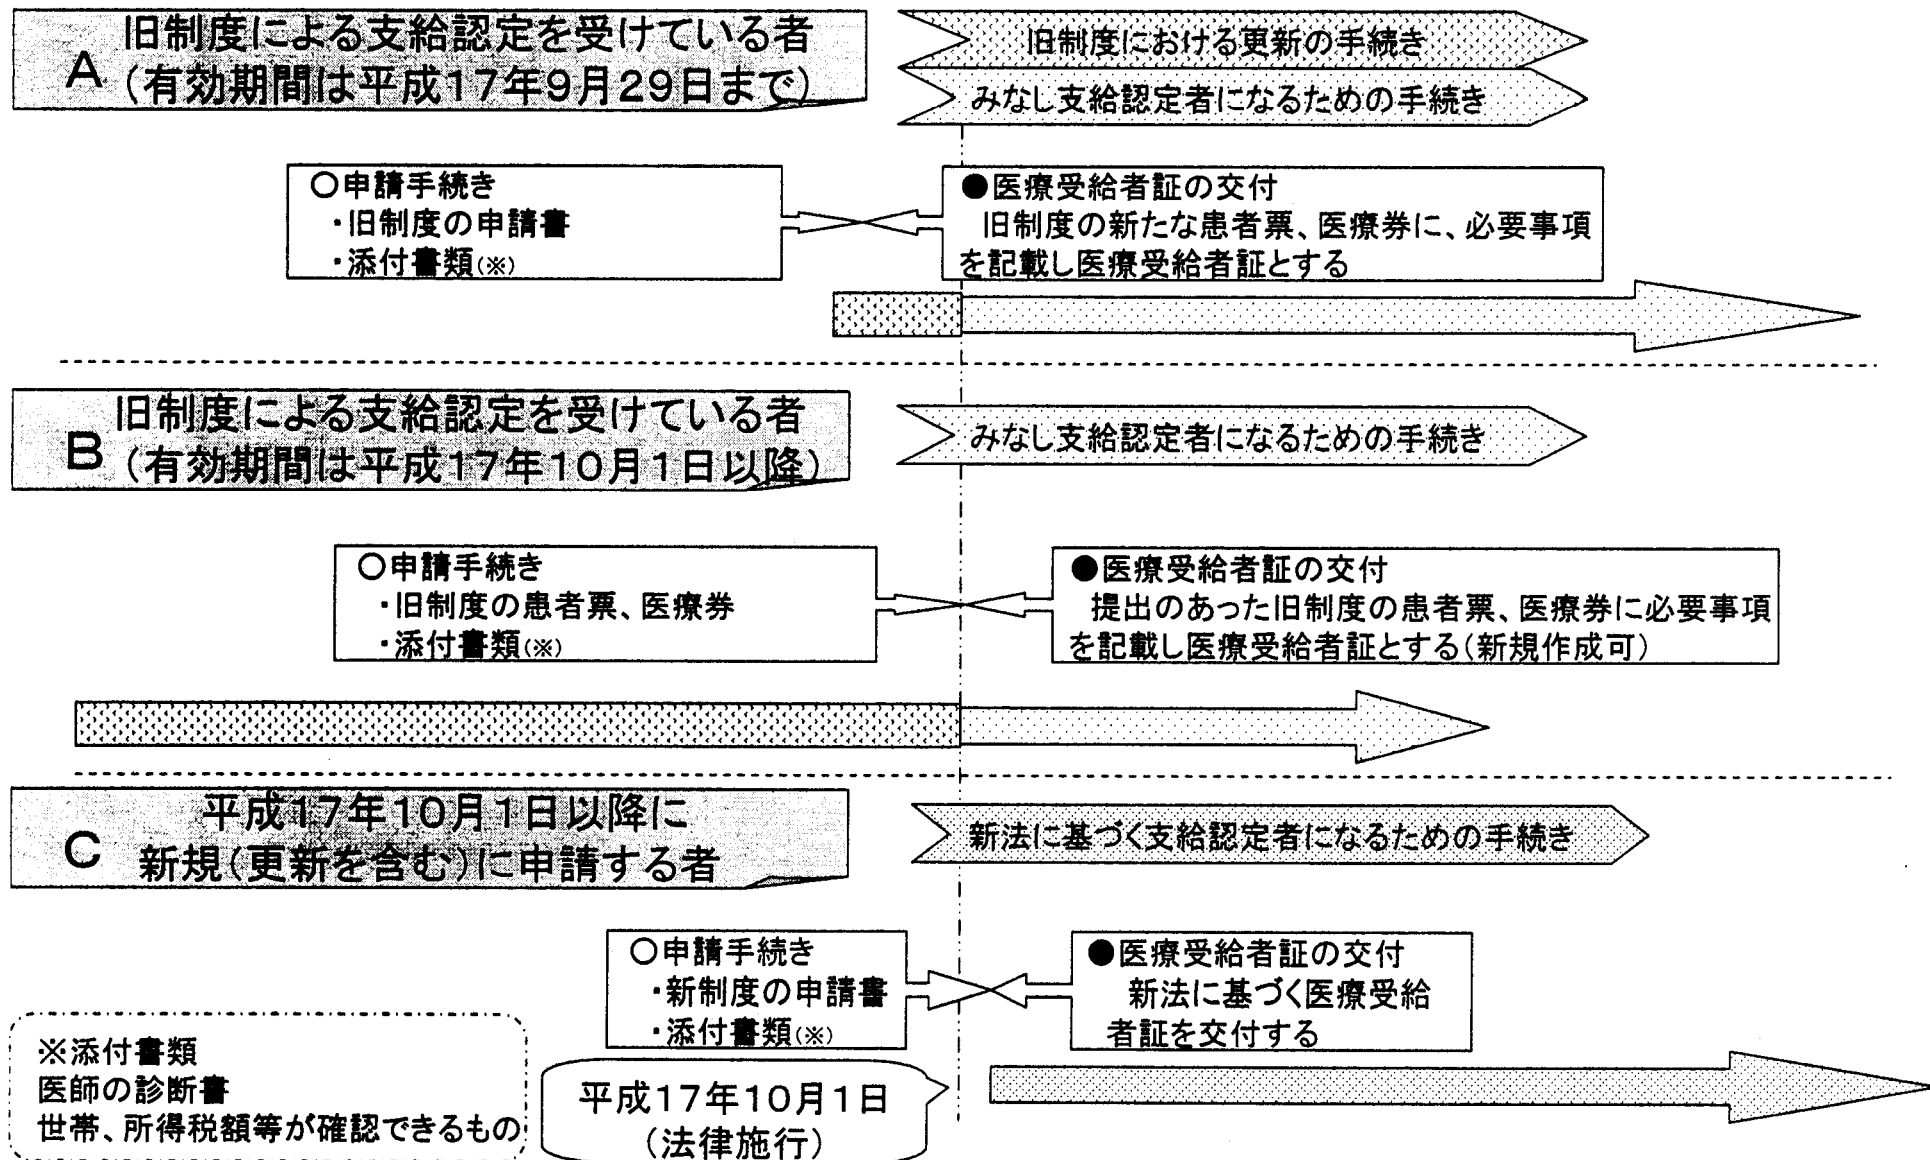 A
旧制度による支給認定を受けている者
(有効期間は平成17年9月29日まで)
旧制度における更新の手続き
みなし支給認定者になるための手続き
○申請手続き
・旧制度の申請書
・添付書類(※)
●医療受給者証の交付
旧制度の新たな患者票、医療券に、必要事項
を記載し医療受給者証とする
B
旧制度による支給認定を受けている者
(有効期間は平成17年10月1日以降)
みなし支給認定者になるための手続き
○申請手続き
・旧制度の患者票、医療券
・添付書類(※)
●医療受給者証の交付
提出のあった旧制度の患者票、医療券に必要事項
を記載し医療受給者証とする(新規作成可)
C
平成17年10月1日以降に
新規(更新を含む)に申請する者
新法に基づく支給認定者になるための手続き
○申請手続き
・新制度の申請書
・添付書類(※)
●医療受給者証の交付
新法に基づく医療受給
者証を交付する
※添付書類
医師の診断書
世帯、所得税額等が確認できるもの
平成17年10月1日
(法律施行)